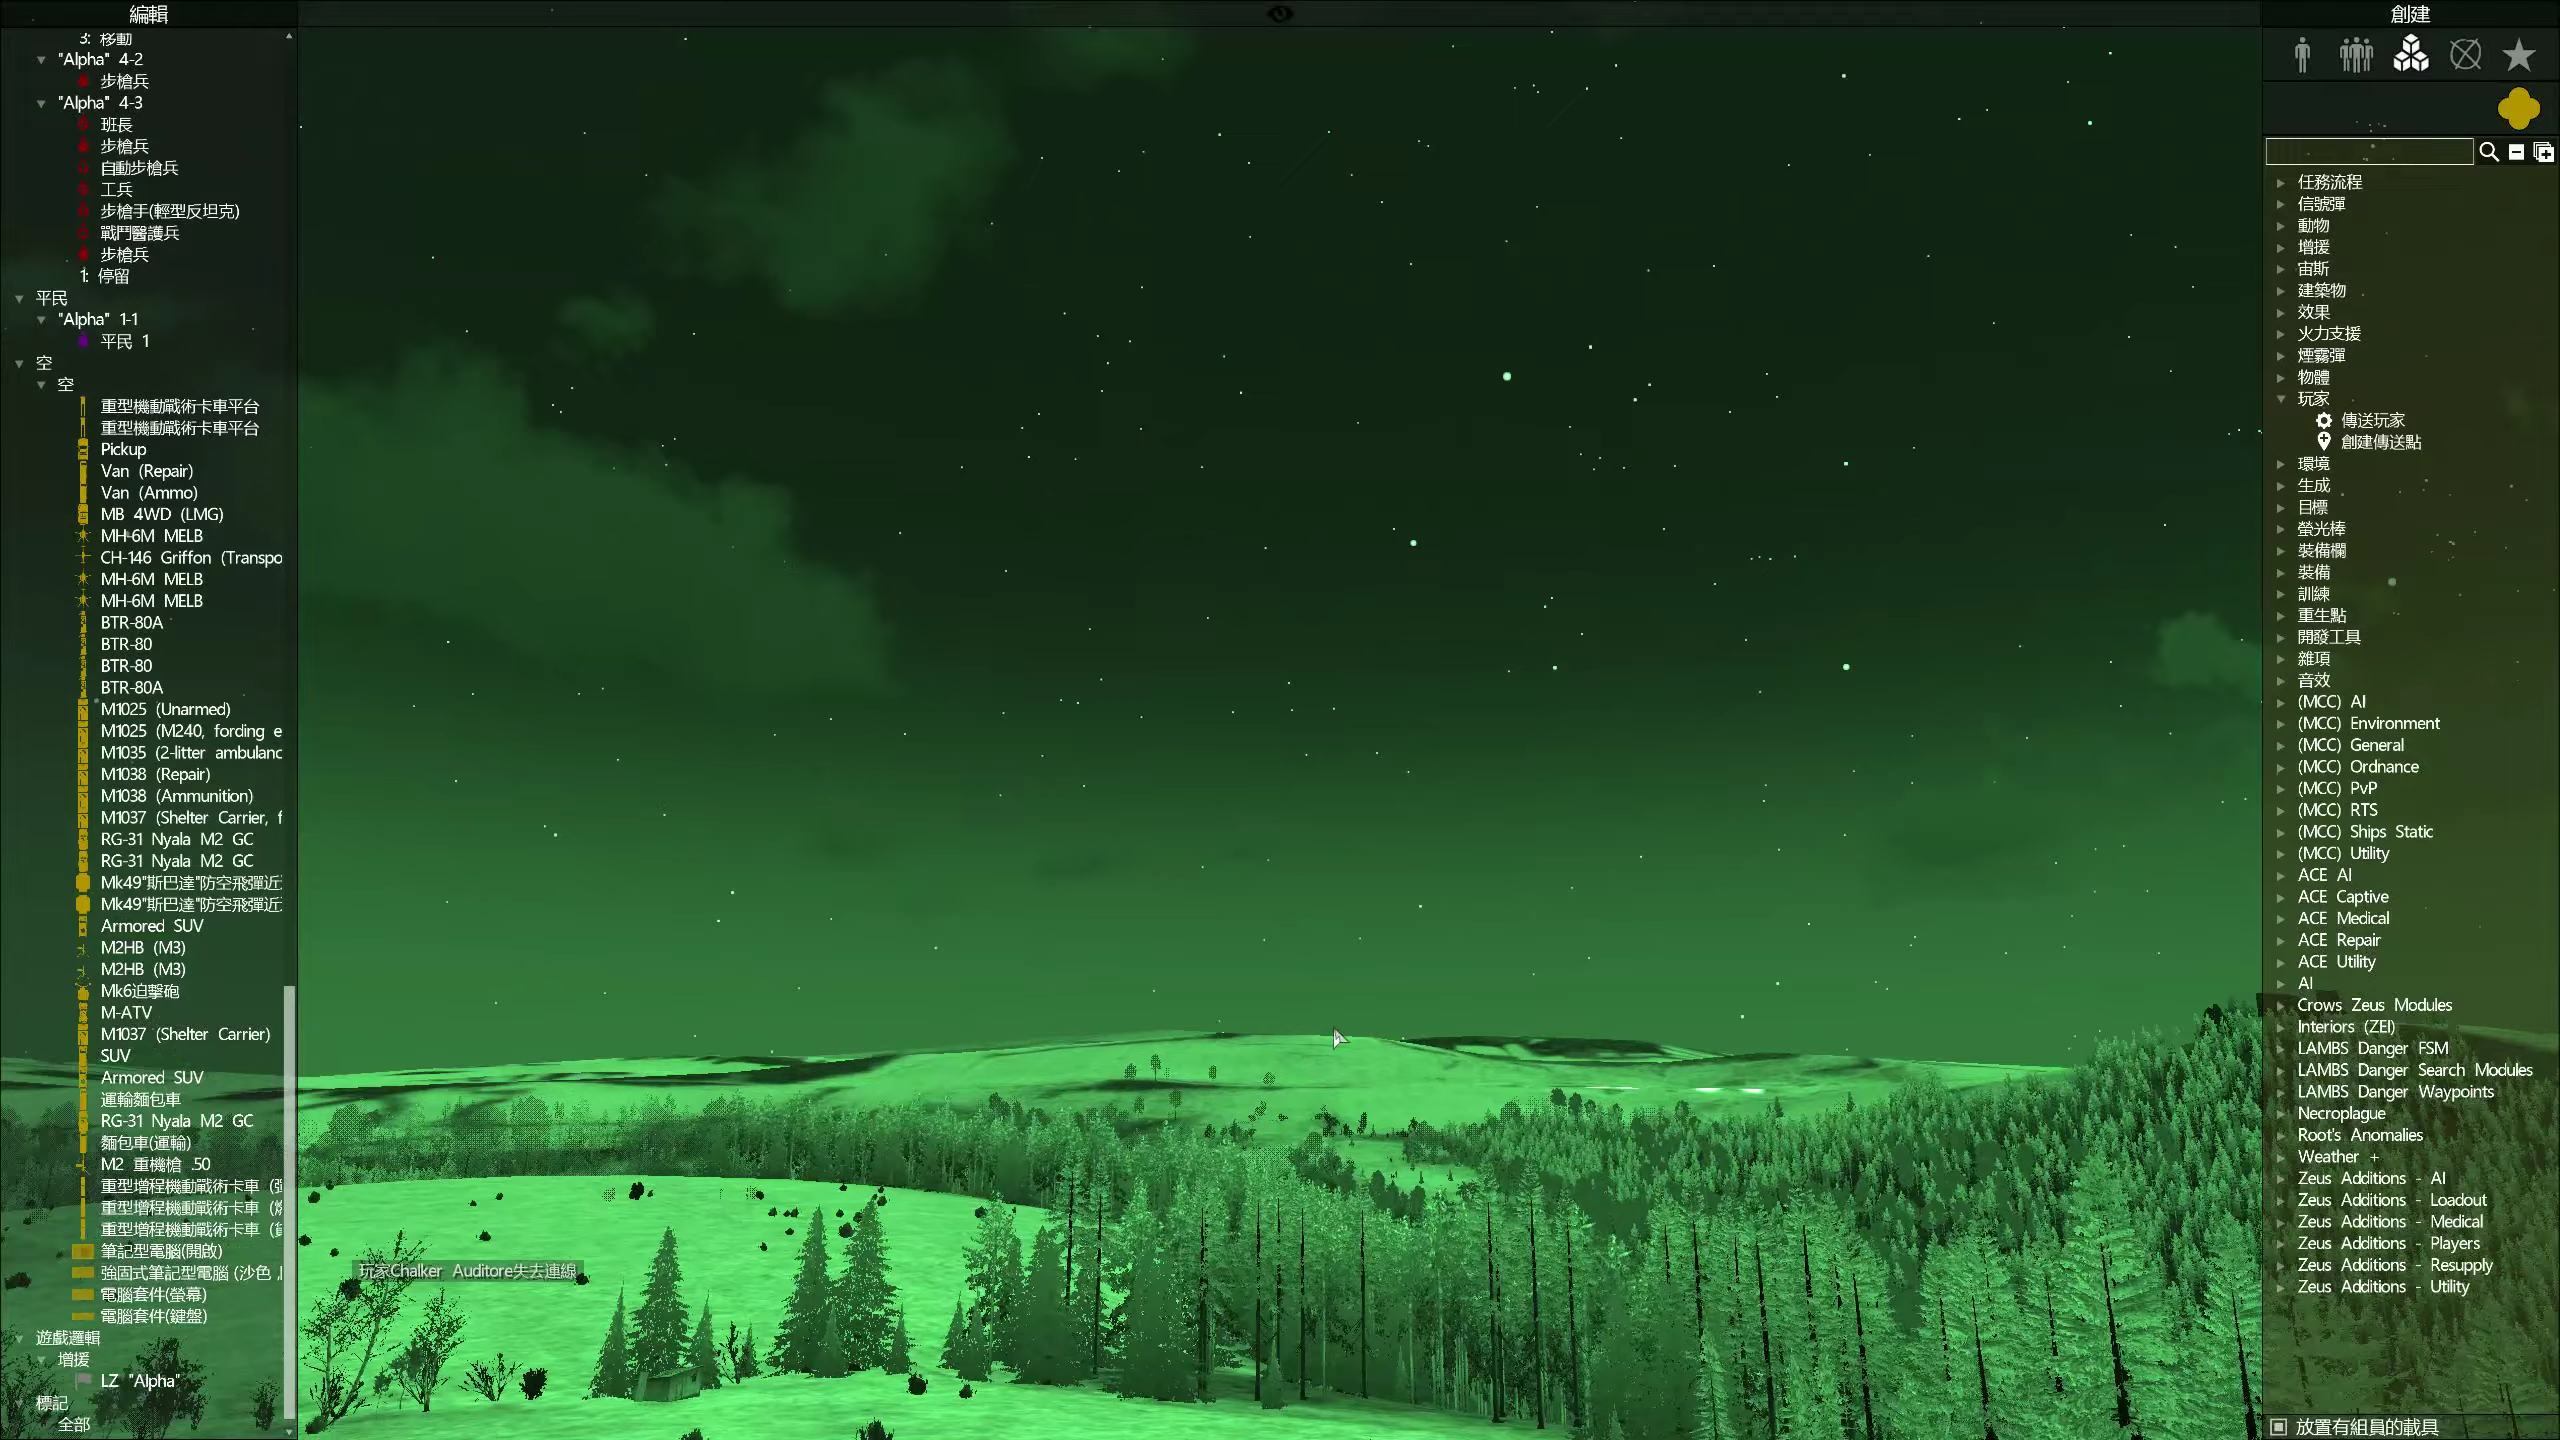 編輯
3: 移動
"Alpha" 4-2
步槍兵
"Alpha" 4-3
班長
步槍兵
自動步槍兵
工兵
步槍手(輕型反坦克)
戰鬥醫護兵
步槍兵
1: 停留
平民
"Alpha" 1-1
平民 1
空
空
重型機動戰術卡車平台
重型機動戰術卡車平台
Pickup
Van (Repair)
Van (Ammo)
MB 4WD (LMG)
MH-6M MELB
CH-146 Griffon (Transpo
MH-6M MELB
MH-6M MELB
BTR-80A
BTR-80
BTR-80
BTR-80A
M1025 (Unarmed)
M1025 (M240, fording e
M1035 (2-litter ambulanc
M1038 (Repair)
M1038 (Ammunition)
M1037 (Shelter Carrier, f
RG-31 Nyala M2 GC
RG-31 Nyala M2 GC
Mk49"斯巴達"防空飛彈近
Mk49"斯巴達"防空飛彈近
Armored SUV
M2HB (M3)
M2HB (M3)
Mk6迫擊砲
M-ATV
M1037 (Shelter Carrier)
SUV
Armored SUV
運輸麵包車
RG-31 Nyala M2 GC
麵包車(運輸)
M2 重機槍 .50
重型增程機動戰術卡車 (
重型增程機動戰術卡車 (
重型增程機動戰術卡車 (
筆記型電腦(開啟)
強固式筆記型電腦 (沙色 ,
電腦套件(螢幕)
電腦套件(鍵盤)
遊戲邏輯
增援
LZ "Alpha"
標記
全部
玩家Chalker Auditore失去連線
創建
任務流程
信號彈
動物
增援
宙斯
建築物
效果
火力支援
煙霧彈
物體
玩家
傳送玩家
創建傳送點
環境
生成
目標
螢光棒
裝備欄
裝備
訓練
重生點
開發工具
雜項
音效
(MCC) AI
(MCC) Environment
(MCC) General
(MCC) Ordnance
(MCC) PvP
(MCC) RTS
(MCC) Ships Static
(MCC) Utility
ACE AI
ACE Captive
ACE Medical
ACE Repair
ACE Utility
AI
Crows Zeus Modules
Interiors (ZEI)
LAMBS Danger FSM
LAMBS Danger Search Modules
LAMBS Danger Waypoints
Necroplague
Root's Anomalies
Weather +
Zeus Additions - AI
Zeus Additions - Loadout
Zeus Additions - Medical
Zeus Additions - Players
Zeus Additions - Resupply
Zeus Additions - Utility
放置有組員的載具